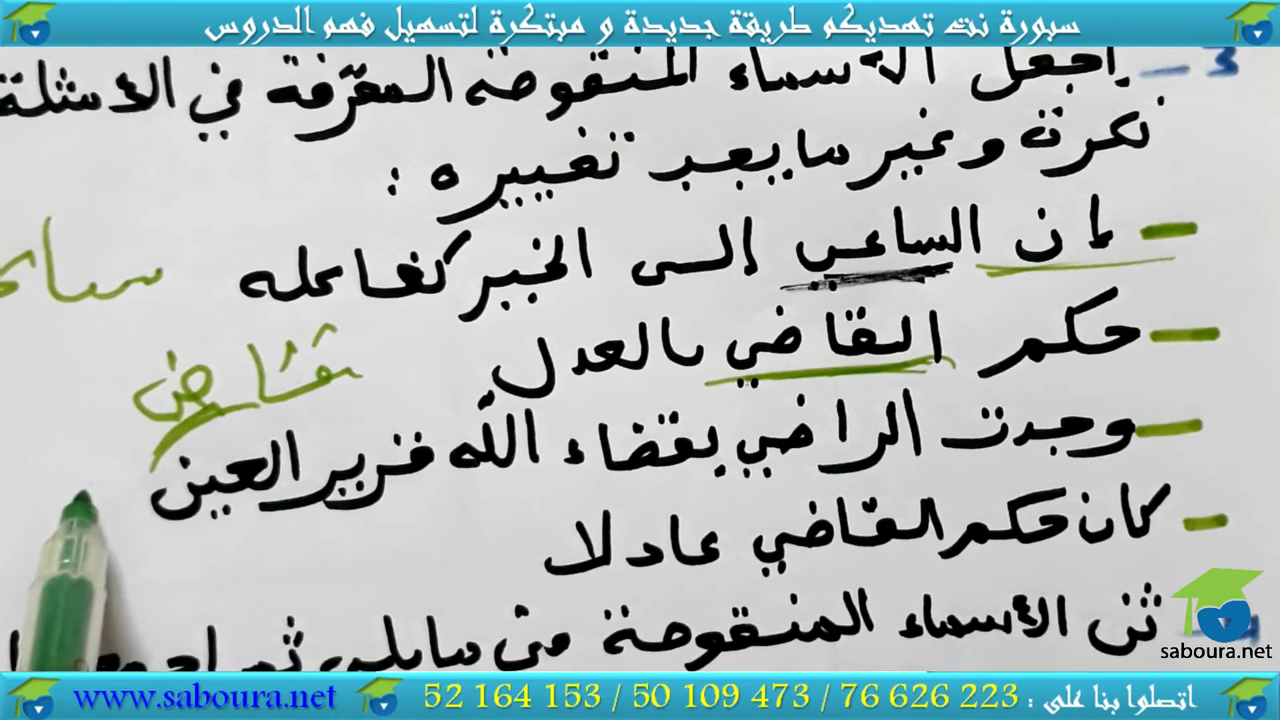 سبورة نت تهديكم طريقة جديدة و مبتكرة لتسهيل فهم الدروس
3 - اجعل الأسماء المنقوصة المعرّفة في الأمثلة
نكرة وغير ما يجب تغييره :
- إن الساعي إلى الخير كفاعله
- حكم القاضي بالعدل
قاضٍ
- وجدت الراضي بقضاء الله قرير العين
- كان حكم القاضي عادلا
ثن الأسماء المنقوصة
saboura.net
www.saboura.net
اتصلوا بنا على : 52 164 153 / 50 109 473 / 76 626 223